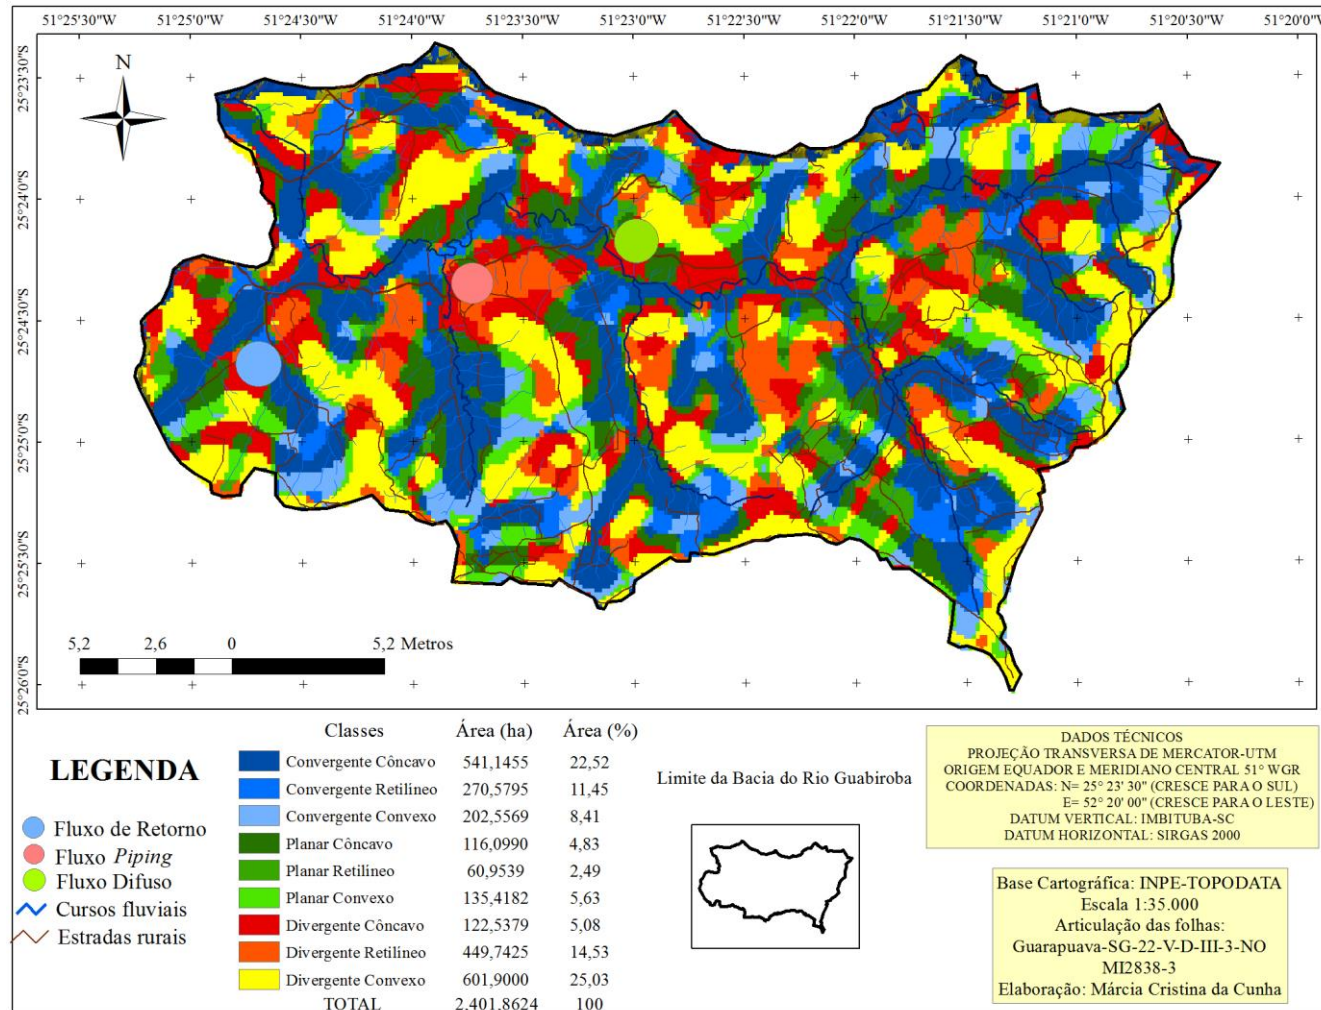 51°25'30"W 51°25'0"W 51°24'30"W 51°24'0"W 51°23'30"W 51°23'0"W 51°22'30"W 51°22'0"W 51°21'30"W 51°21'0"W 51°20'30"W 51°20'0"W
N
25°23'30"S
25°24'0"S
25°24'30"S
25°25'0"S
25°25'30"S
25°26'0"S
5,2 2,6 0 5,2 Metros
LEGENDA
Fluxo de Retorno
Fluxo Piping
Fluxo Difuso
Cursos fluviais
Estradas rurais
Classes Área (ha) Área (%)
Convergente Côncavo 541,1455 22,52
Convergente Retilíneo 270,5795 11,45
Convergente Convexo 202,5569 8,41
Planar Côncavo 116,0990 4,83
Planar Retilíneo 60,9539 2,49
Planar Convexo 135,4182 5,63
Divergente Côncavo 122,5379 5,08
Divergente Retilíneo 449,7425 14,53
Divergente Convexo 601,9000 25,03
TOTAL 2.401,8624 100
Limite da Bacia do Rio Guabiroba
DADOS TÉCNICOS
PROJEÇÃO TRANSVERSA DE MERCATOR-UTM
ORIGEM EQUADOR E MERIDIANO CENTRAL 51° WGR
COORDENADAS: N= 25° 23' 30" (CRESCE PARA O SUL)
E= 52° 20' 00" (CRESCE PARA O LESTE)
DATUM VERTICAL: IMBITUBA-SC
DATUM HORIZONTAL: SIRGAS 2000
Base Cartográfica: INPE-TOPODATA
Escala 1:35.000
Articulação das folhas:
Guarapuava-SG-22-V-D-III-3-NO
MI2838-3
Elaboração: Márcia Cristina da Cunha